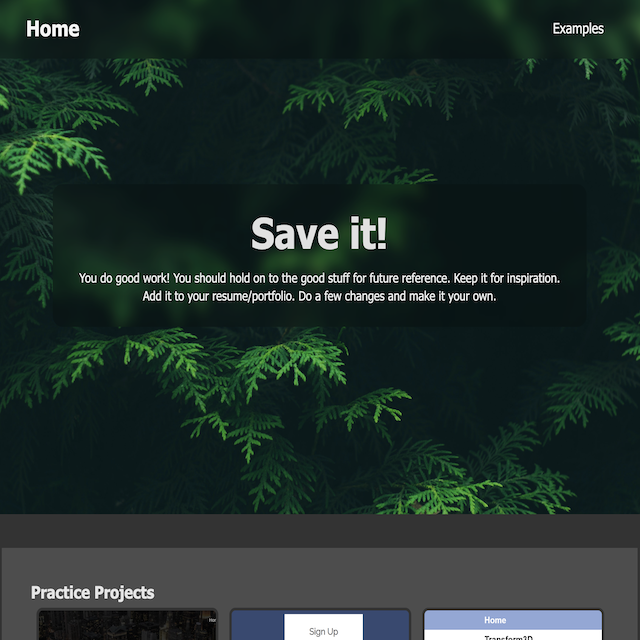 Home
Examples
Save it!
You do good work! You should hold on to the good stuff for future reference. Keep it for inspiration.
Add it to your resume/portfolio. Do a few changes and make it your own.
Practice Projects
Sign Up
Home
Transform3D